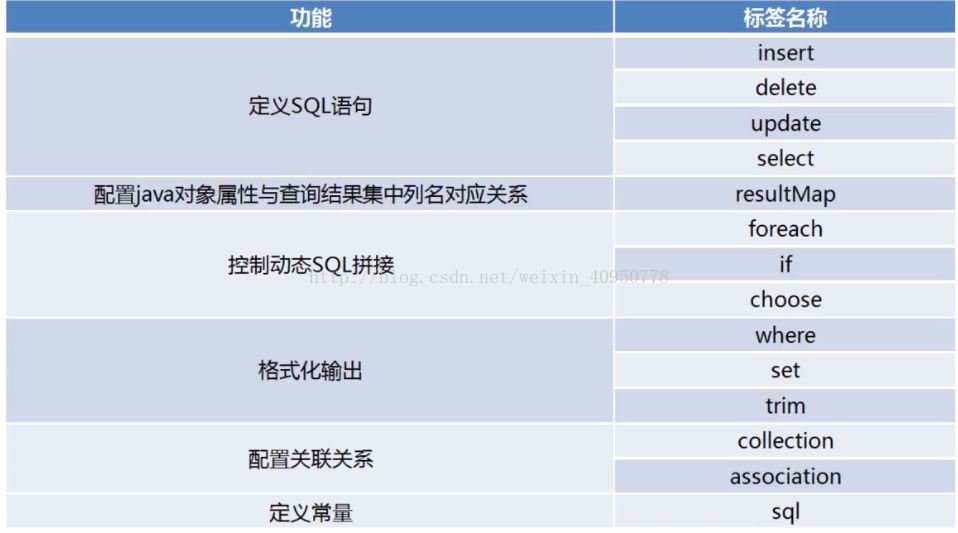 功能 标签名称
定义SQL语句
insert
delete
update
select
配置java对象属性与查询结果集中列名对应关系 resultMap
控制动态SQL拼接
foreach
if
choose
http://blog.csdn.net/weixin_40950778
格式化输出
where
set
trim
配置关联关系
collection
association
定义常量 sql